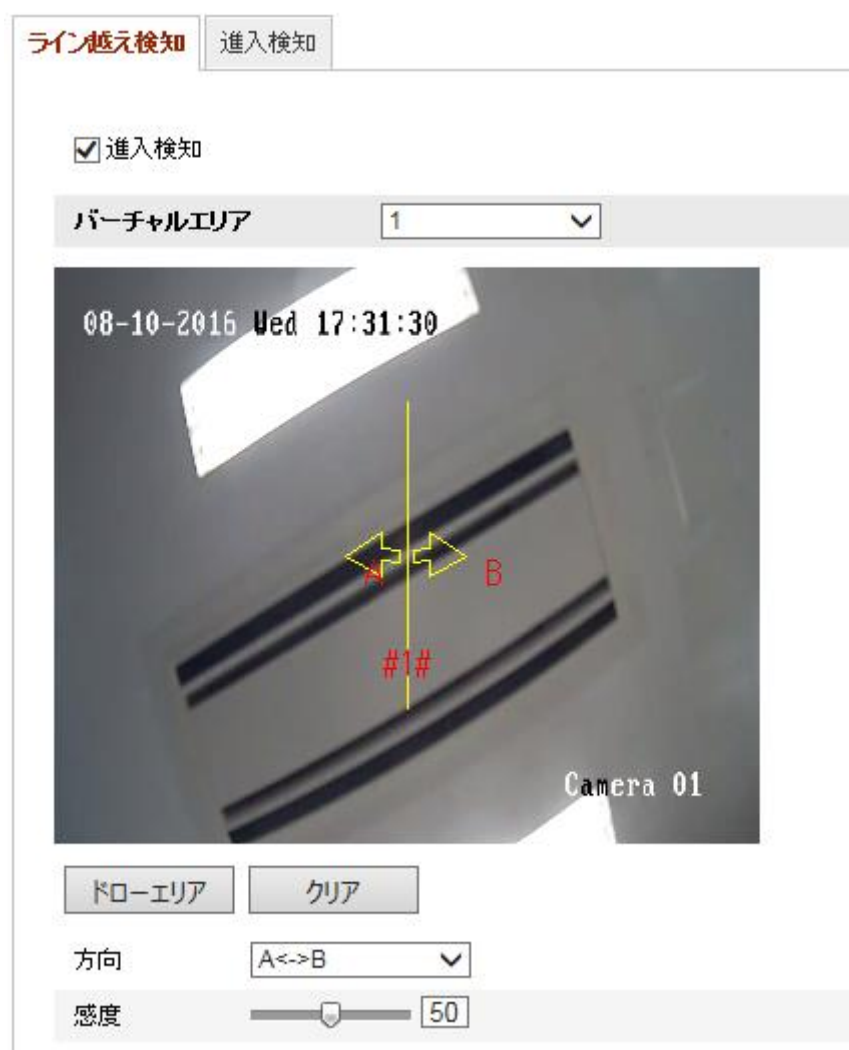 ライン越え検知 進入検知
進入検知
バーチャルエリア 1
08-10-2016 Wed 17:31:30
A B
#1#
Camera 01
ドローエリア クリア
方向 A<->B
感度 50